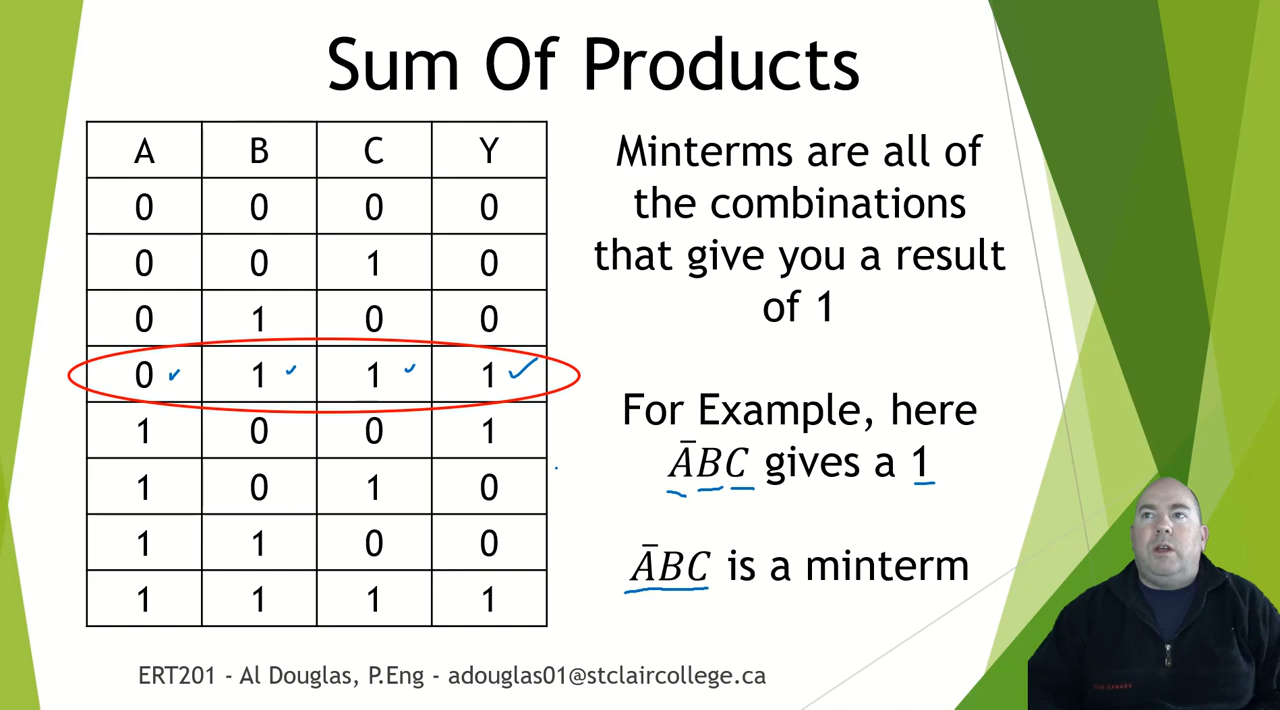 Sum Of Products
A B C Y
0 0 0 0
0 0 1 0
0 1 0 0
0 1 1 1
1 0 0 1
1 0 1 0
1 1 0 0
1 1 1 1
Minterms are all of
the combinations
that give you a result
of 1
For Example, here
A̅BC gives a 1
A̅BC is a minterm
ERT201 - Al Douglas, P.Eng - adouglas01@stclaircollege.ca